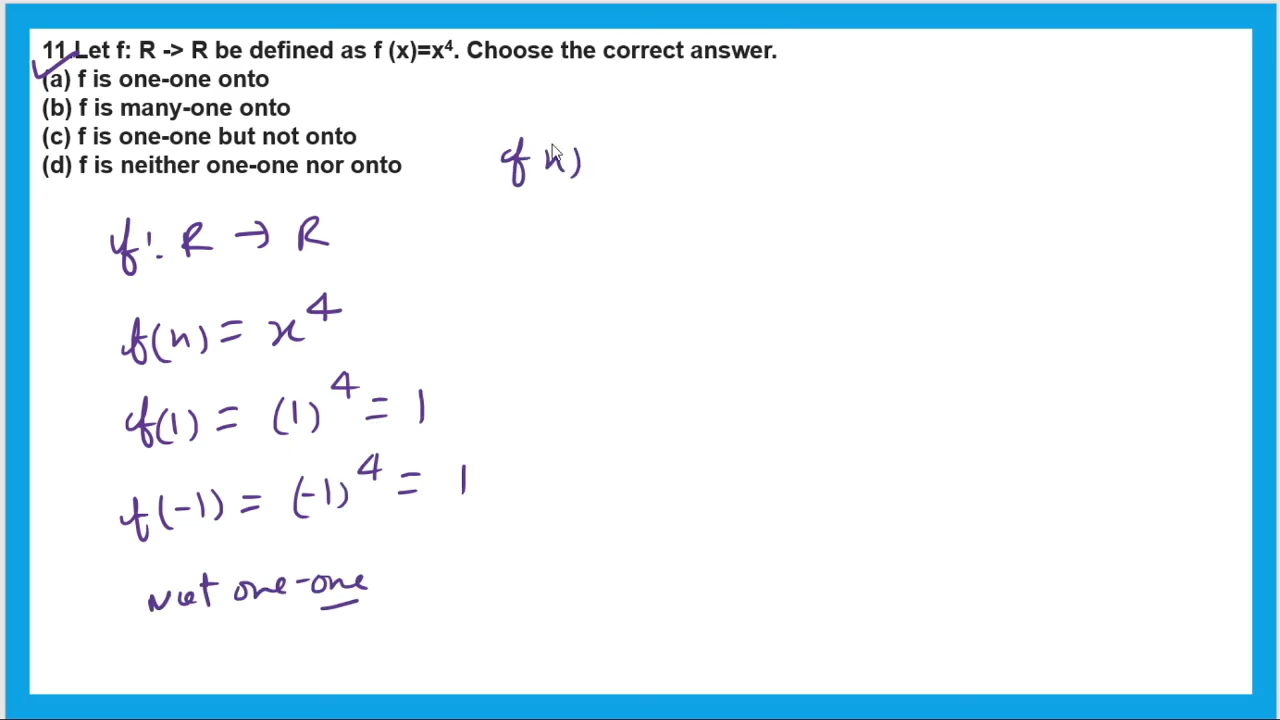 11.Let f: R -> R be defined as f (x)=x⁴. Choose the correct answer.
(a) f is one-one onto
(b) f is many-one onto
(c) f is one-one but not onto
(d) f is neither one-one nor onto
f x)
f: R → R
f(x) = x⁴
f(1) = (1)⁴ = 1
f(-1) = (-1)⁴ = 1
not one-one